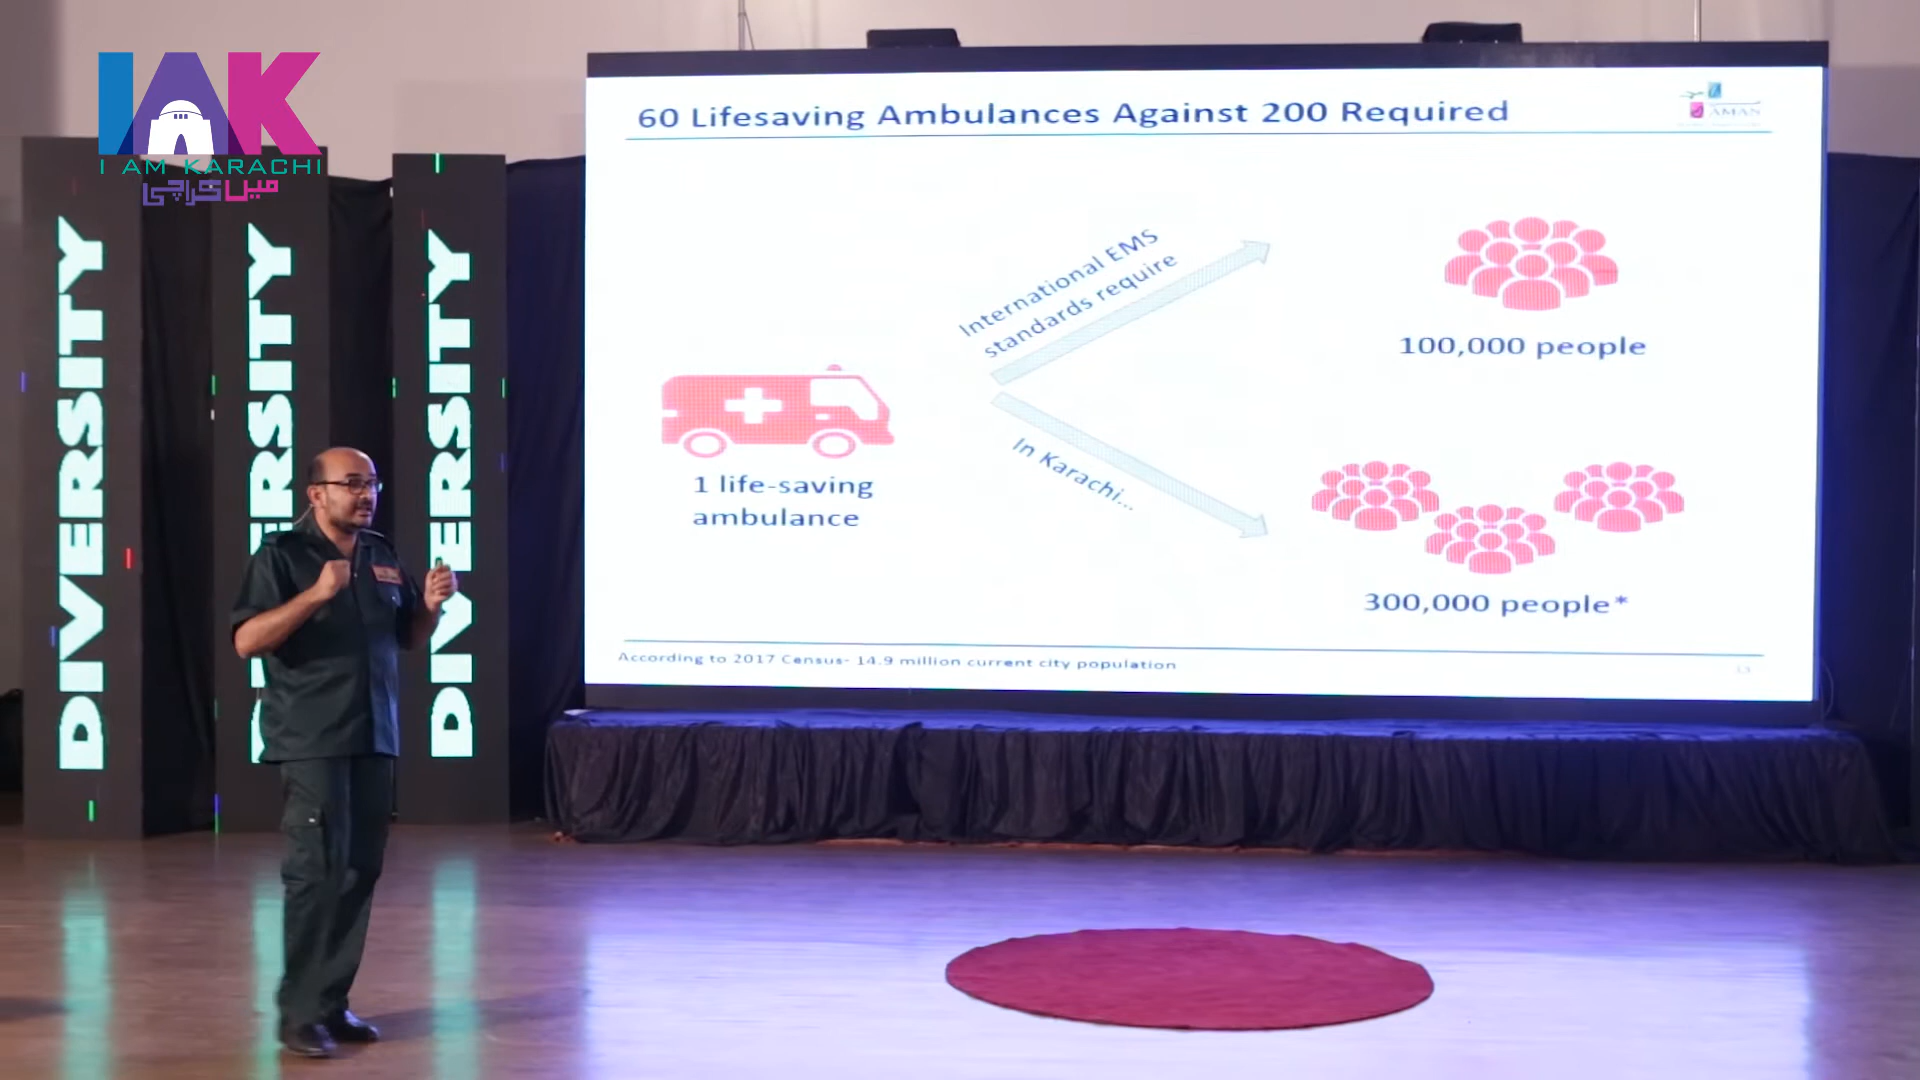 IAK
I AM KARACHI
میں کراچی
DIVERSITY
DIVERSITY
DIVERSITY
60 Lifesaving Ambulances Against 200 Required
AMAN
International EMS
standards require
100,000 people
1 life-saving
ambulance
In Karachi...
300,000 people*
According to 2017 Census- 14.9 million current city population
13